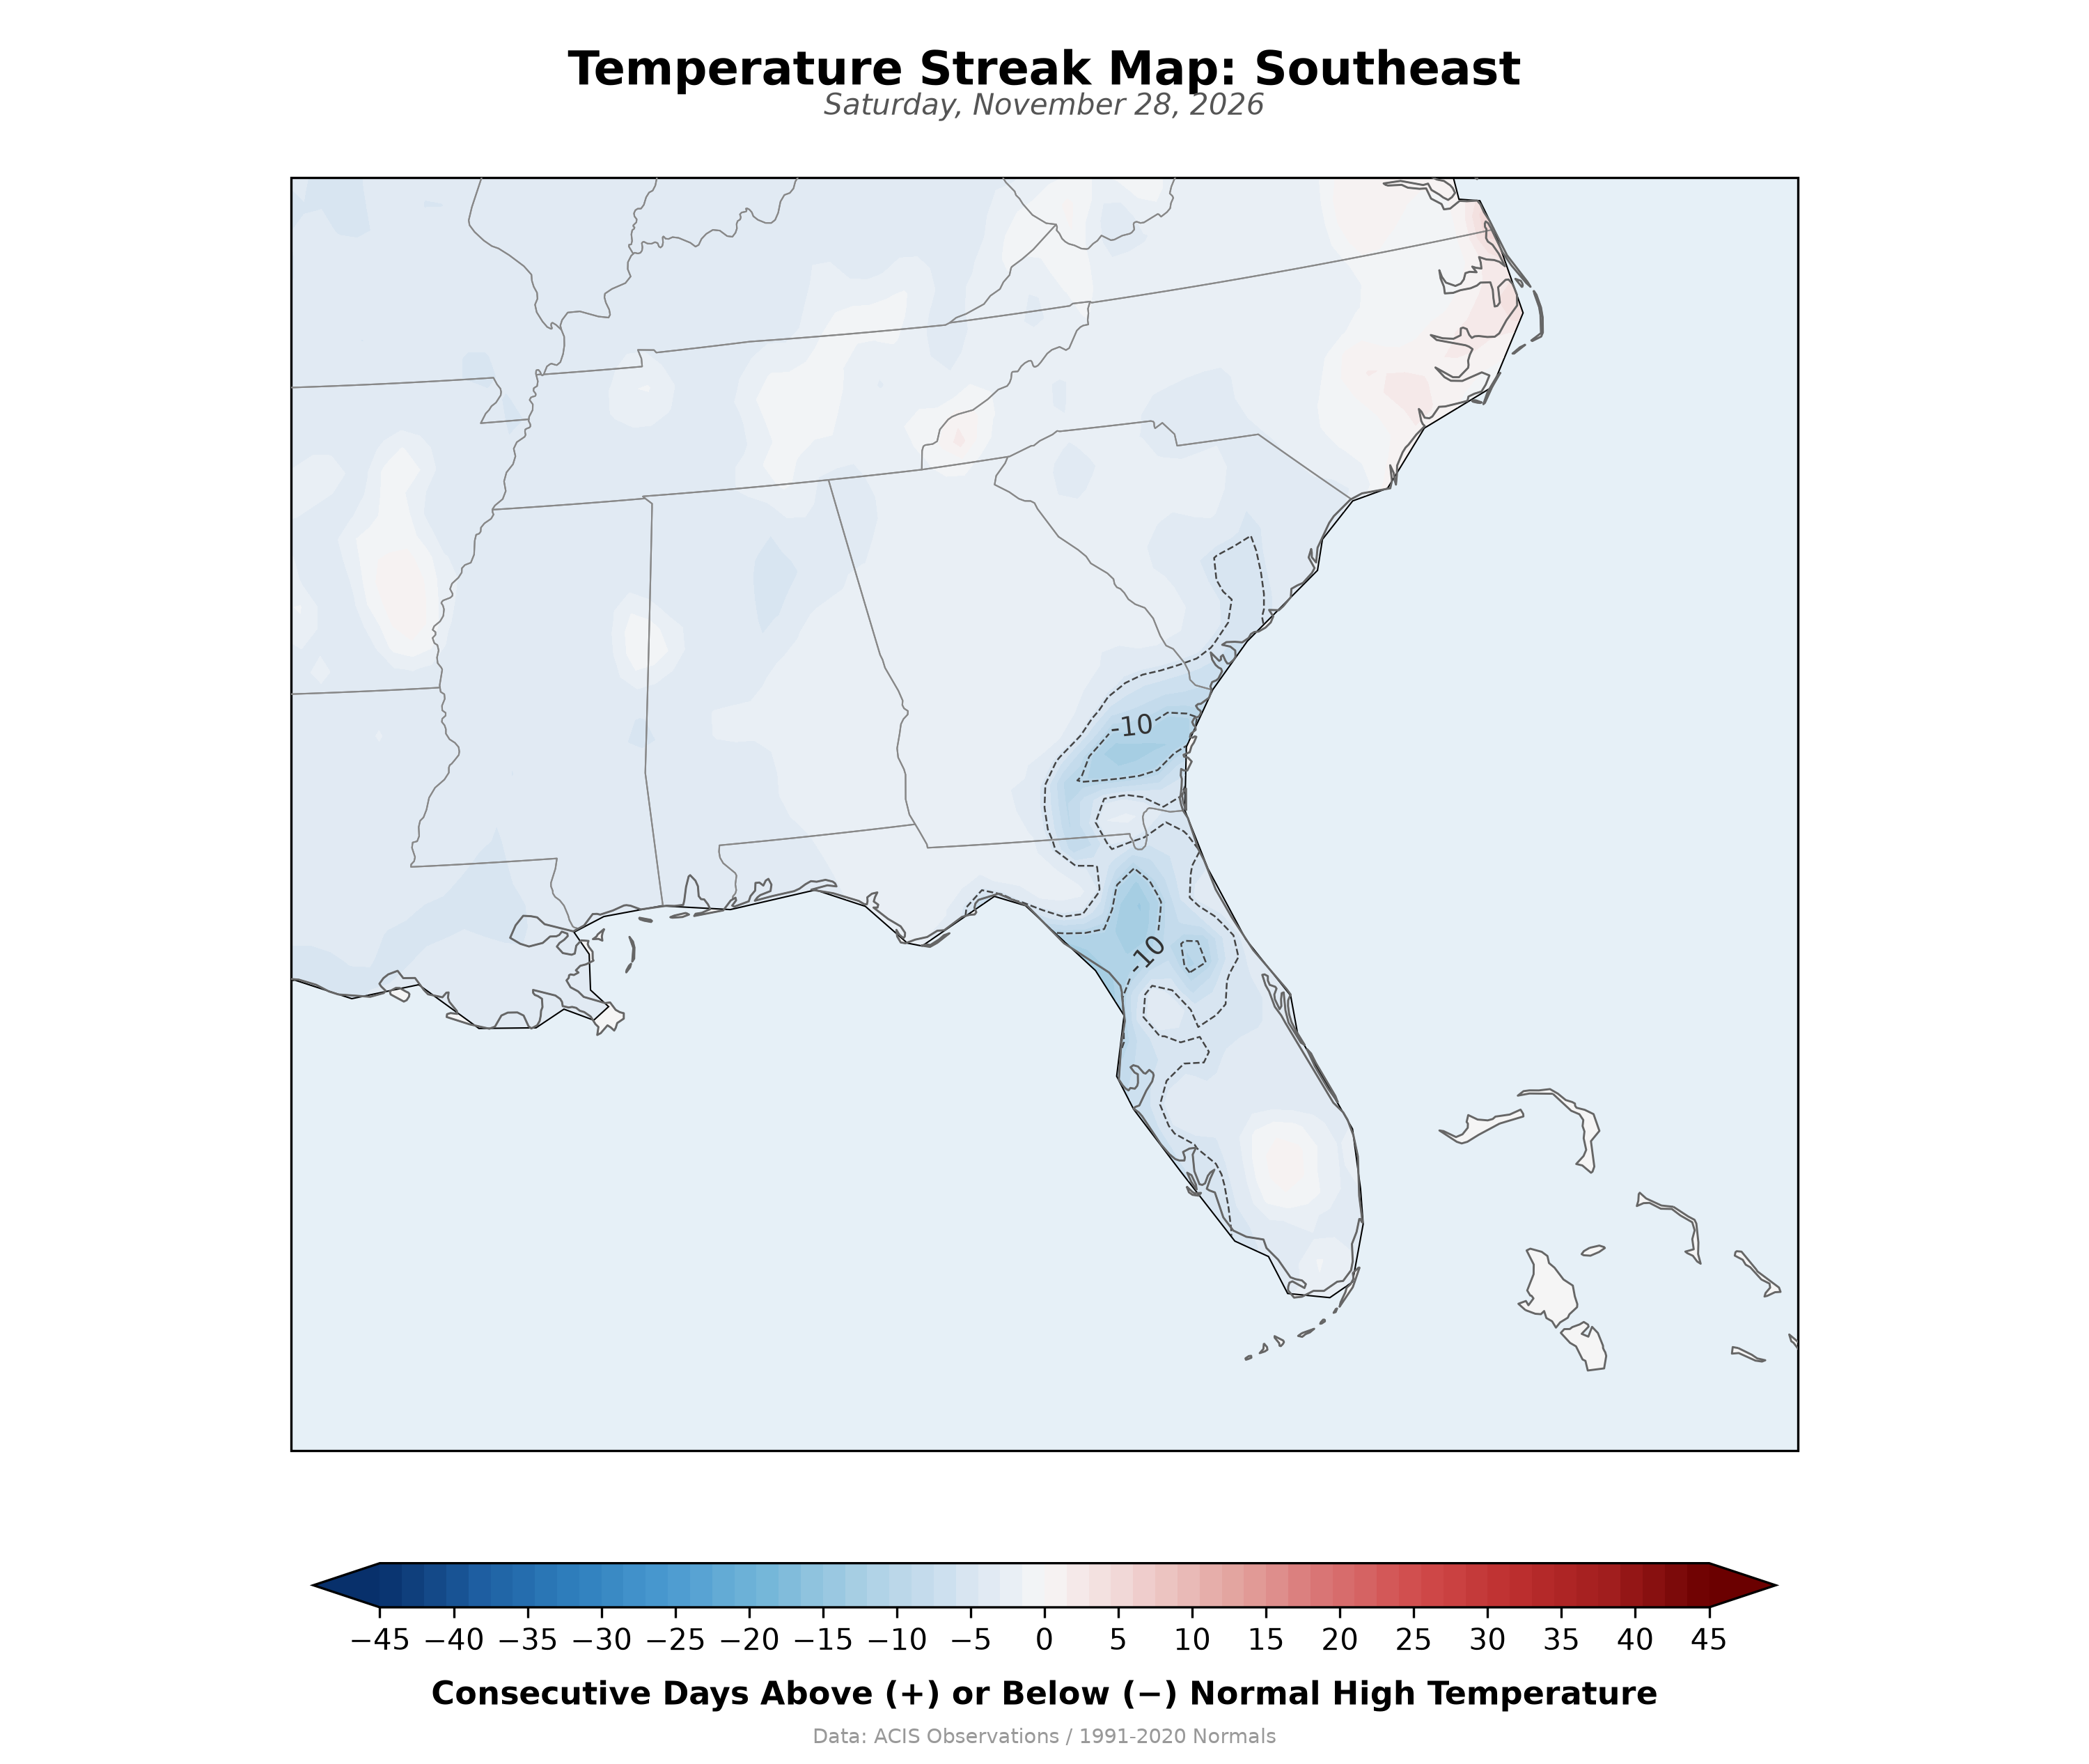 Temperature Streak Map: Southeast
Saturday, November 28, 2026
-10
-10
−45 −40 −35 −30 −25 −20 −15 −10 −5 0 5 10 15 20 25 30 35 40 45
Consecutive Days Above (+) or Below (−) Normal High Temperature
Data: ACIS Observations / 1991-2020 Normals